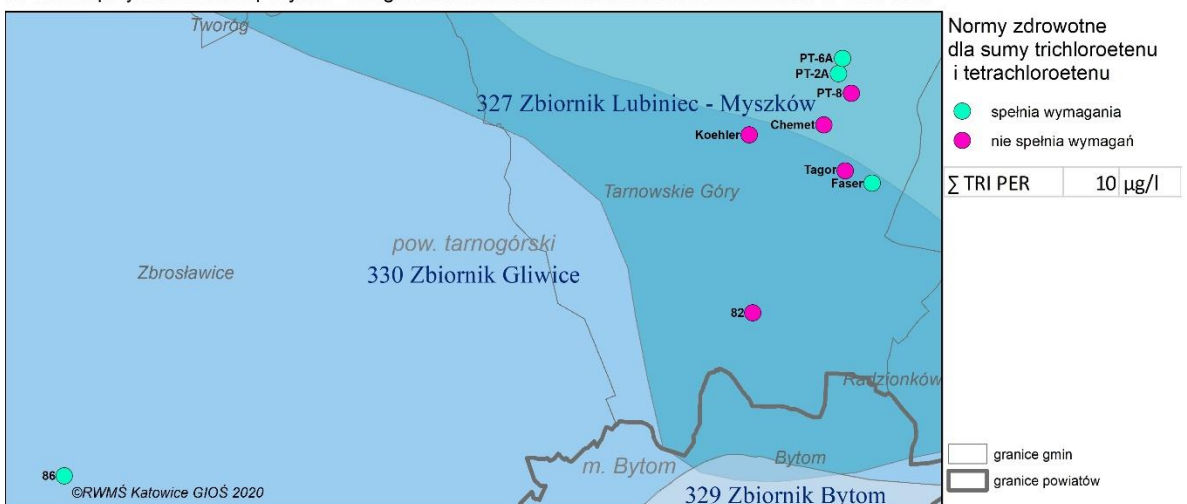 Tworóg
PT-6A
PT-2A
PT-8
327 Zbiornik Lubiniec - Myszków
Chemet
Koehler
Tagor
Faser
Tarnowskie Góry
pow. tarnogórski
Zbrosławice
330 Zbiornik Gliwice
82
Radzionków
m. Bytom
Bytom
86
©RWMŚ Katowice GIOŚ 2020
329 Zbiornik Bytom
Normy zdrowotne
dla sumy trichloroetenu
i tetrachloroetenu
spełnia wymagania
nie spełnia wymagań
∑ TRI PER 10 µg/l
granice gmin
granice powiatów